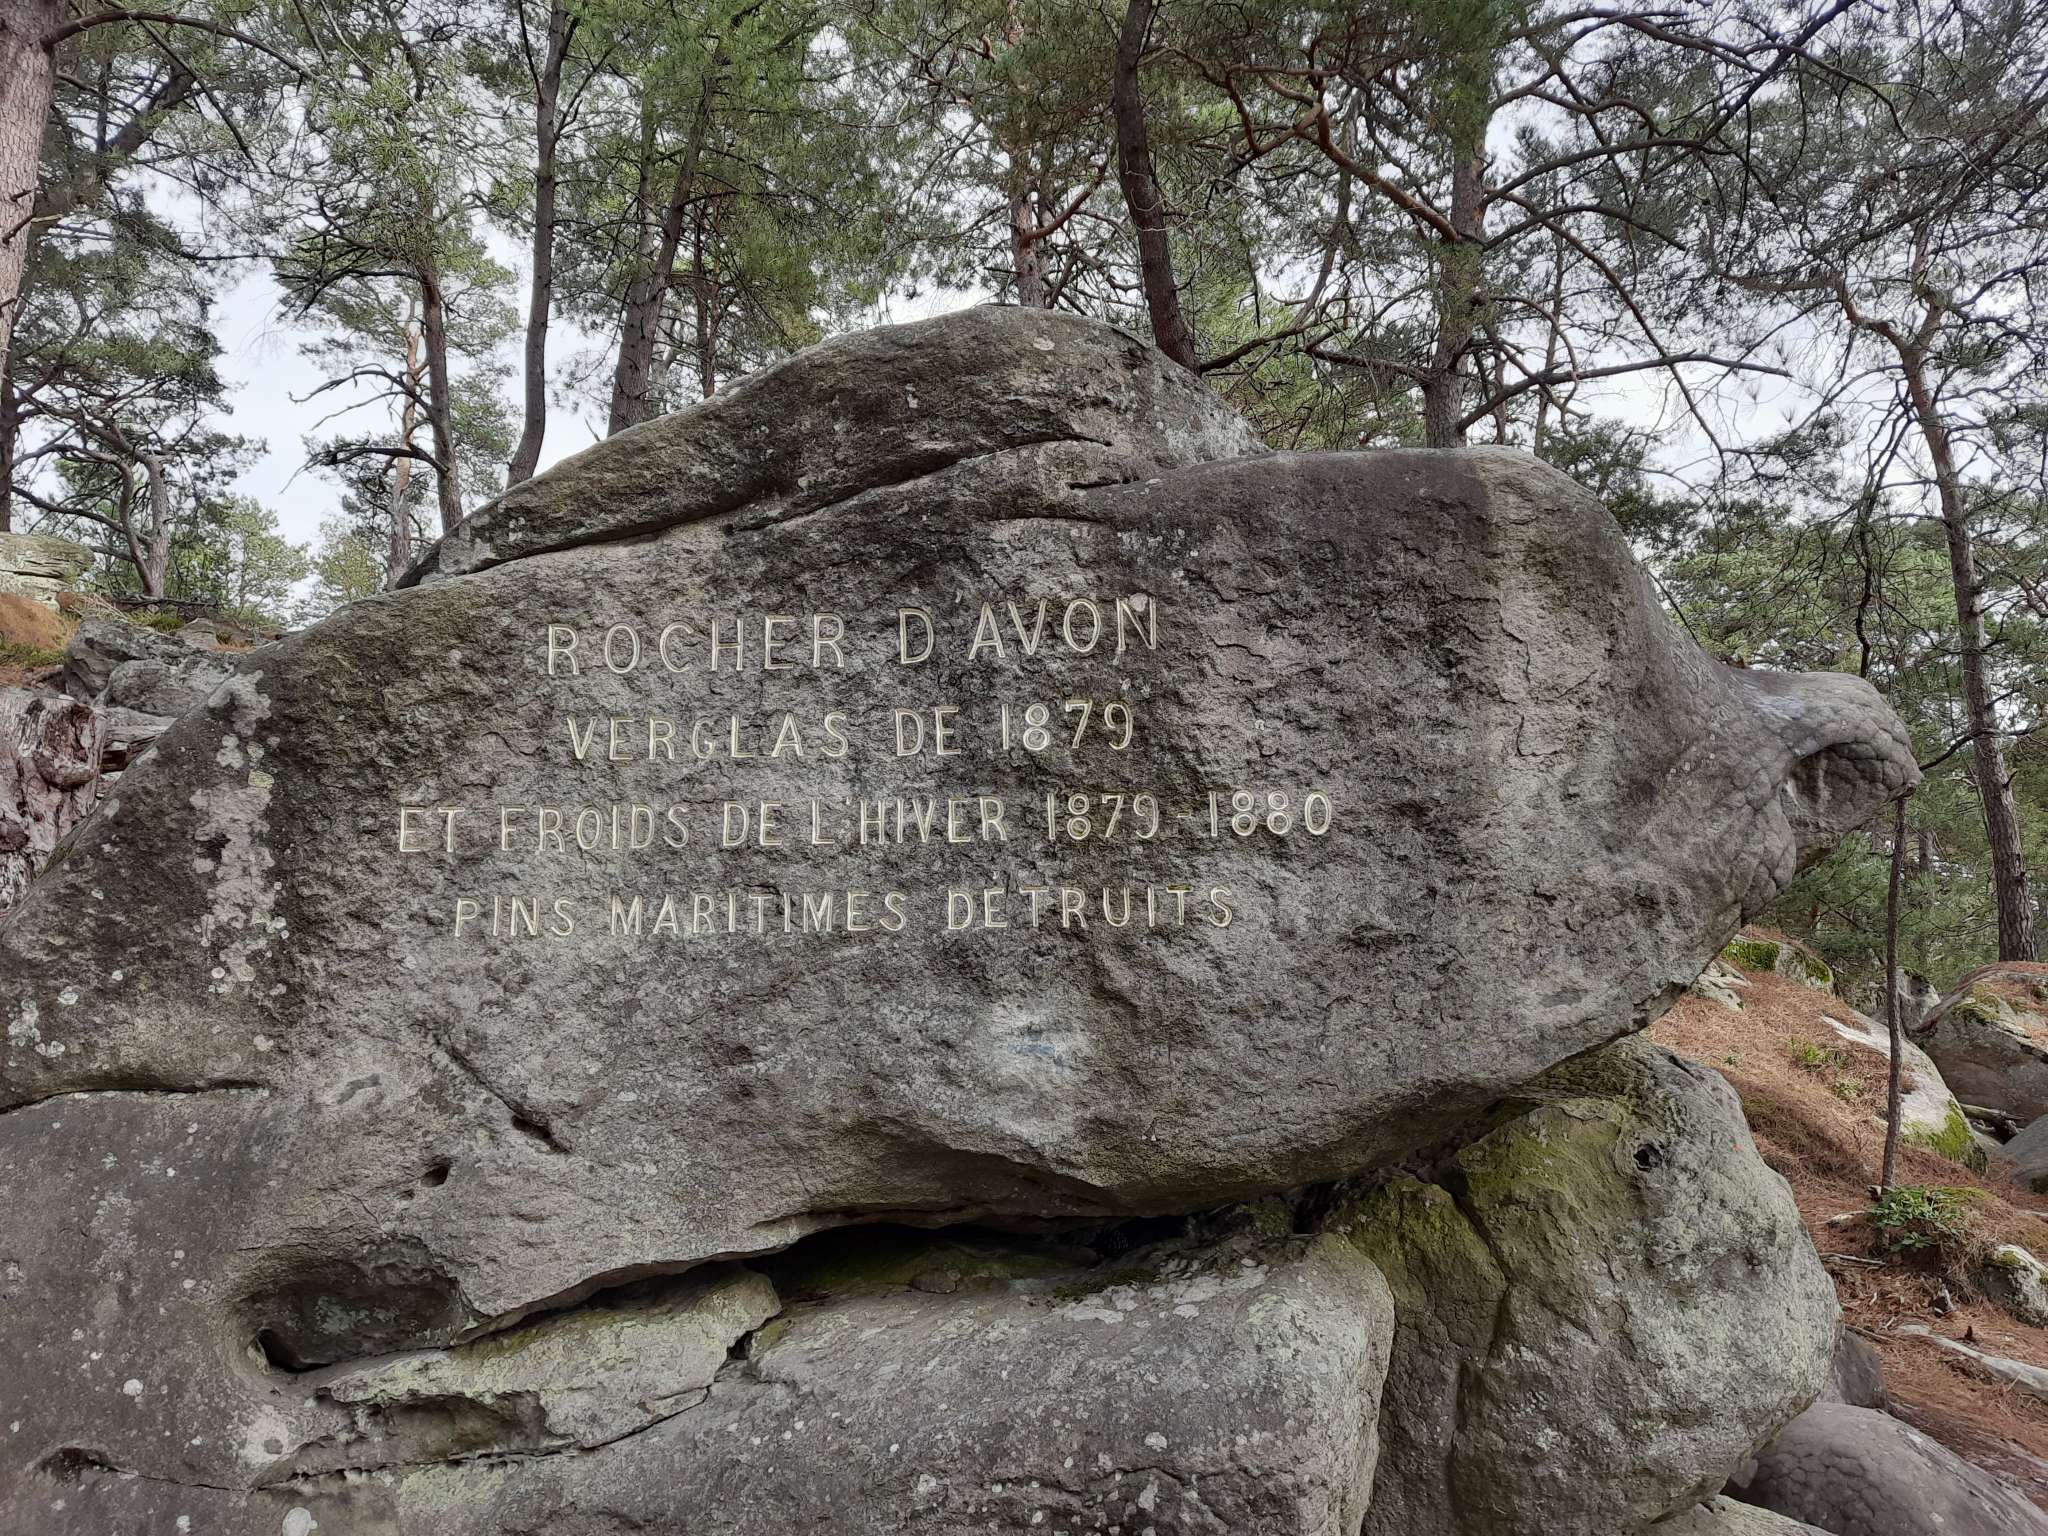 ROCHER D'AVON
VERGLAS DE 1879
ET FROIDS DE L'HIVER 1879-1880
PINS MARITIMES DÉTRUITS